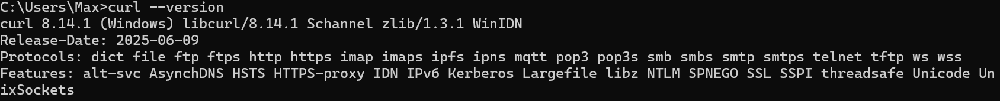 C:\Users\Max>curl --version
curl 8.14.1 (Windows) libcurl/8.14.1 Schannel zlib/1.3.1 WinIDN
Release-Date: 2025-06-09
Protocols: dict file ftp ftps http https imap imaps ipfs ipns mqtt pop3 pop3s smb smbs smtp smtps telnet tftp ws wss
Features: alt-svc AsynchDNS HSTS HTTPS-proxy IDN IPv6 Kerberos Largefile libz NTLM SPNEGO SSL SSPI threadsafe Unicode Un
ixSockets